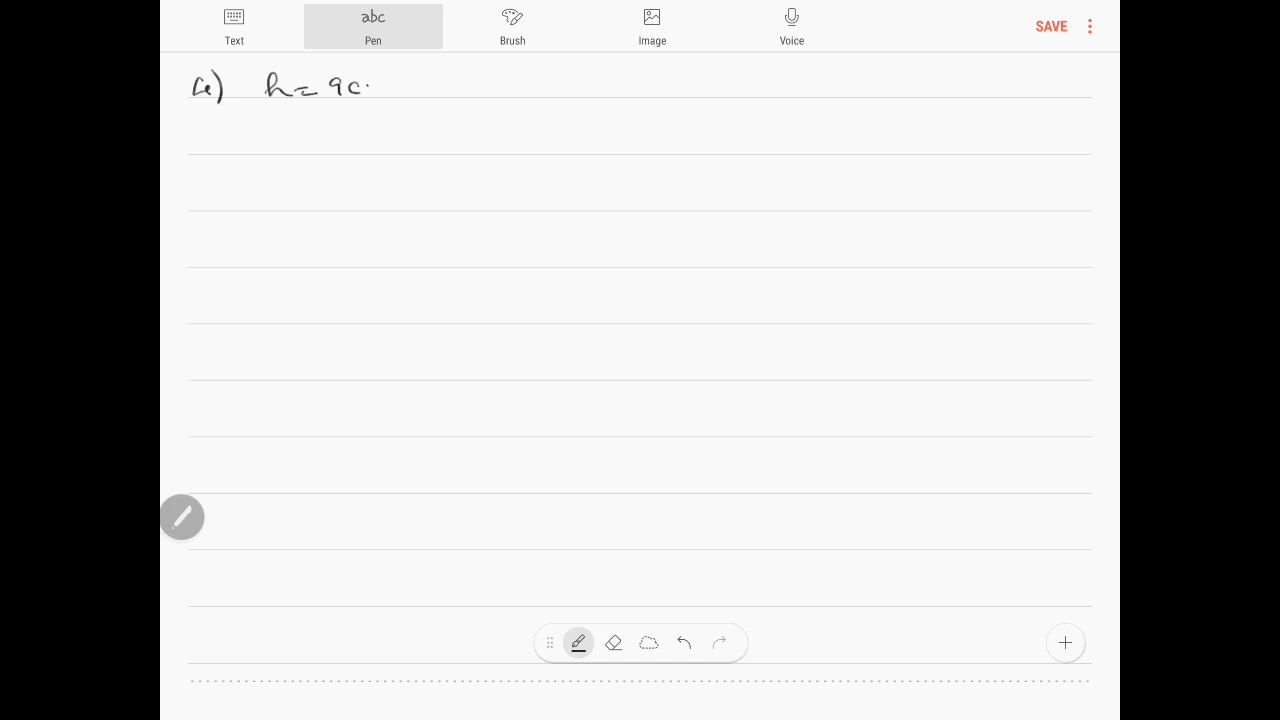 Text
abc
Pen
Brush
Image
Voice
SAVE
a) h = 9c